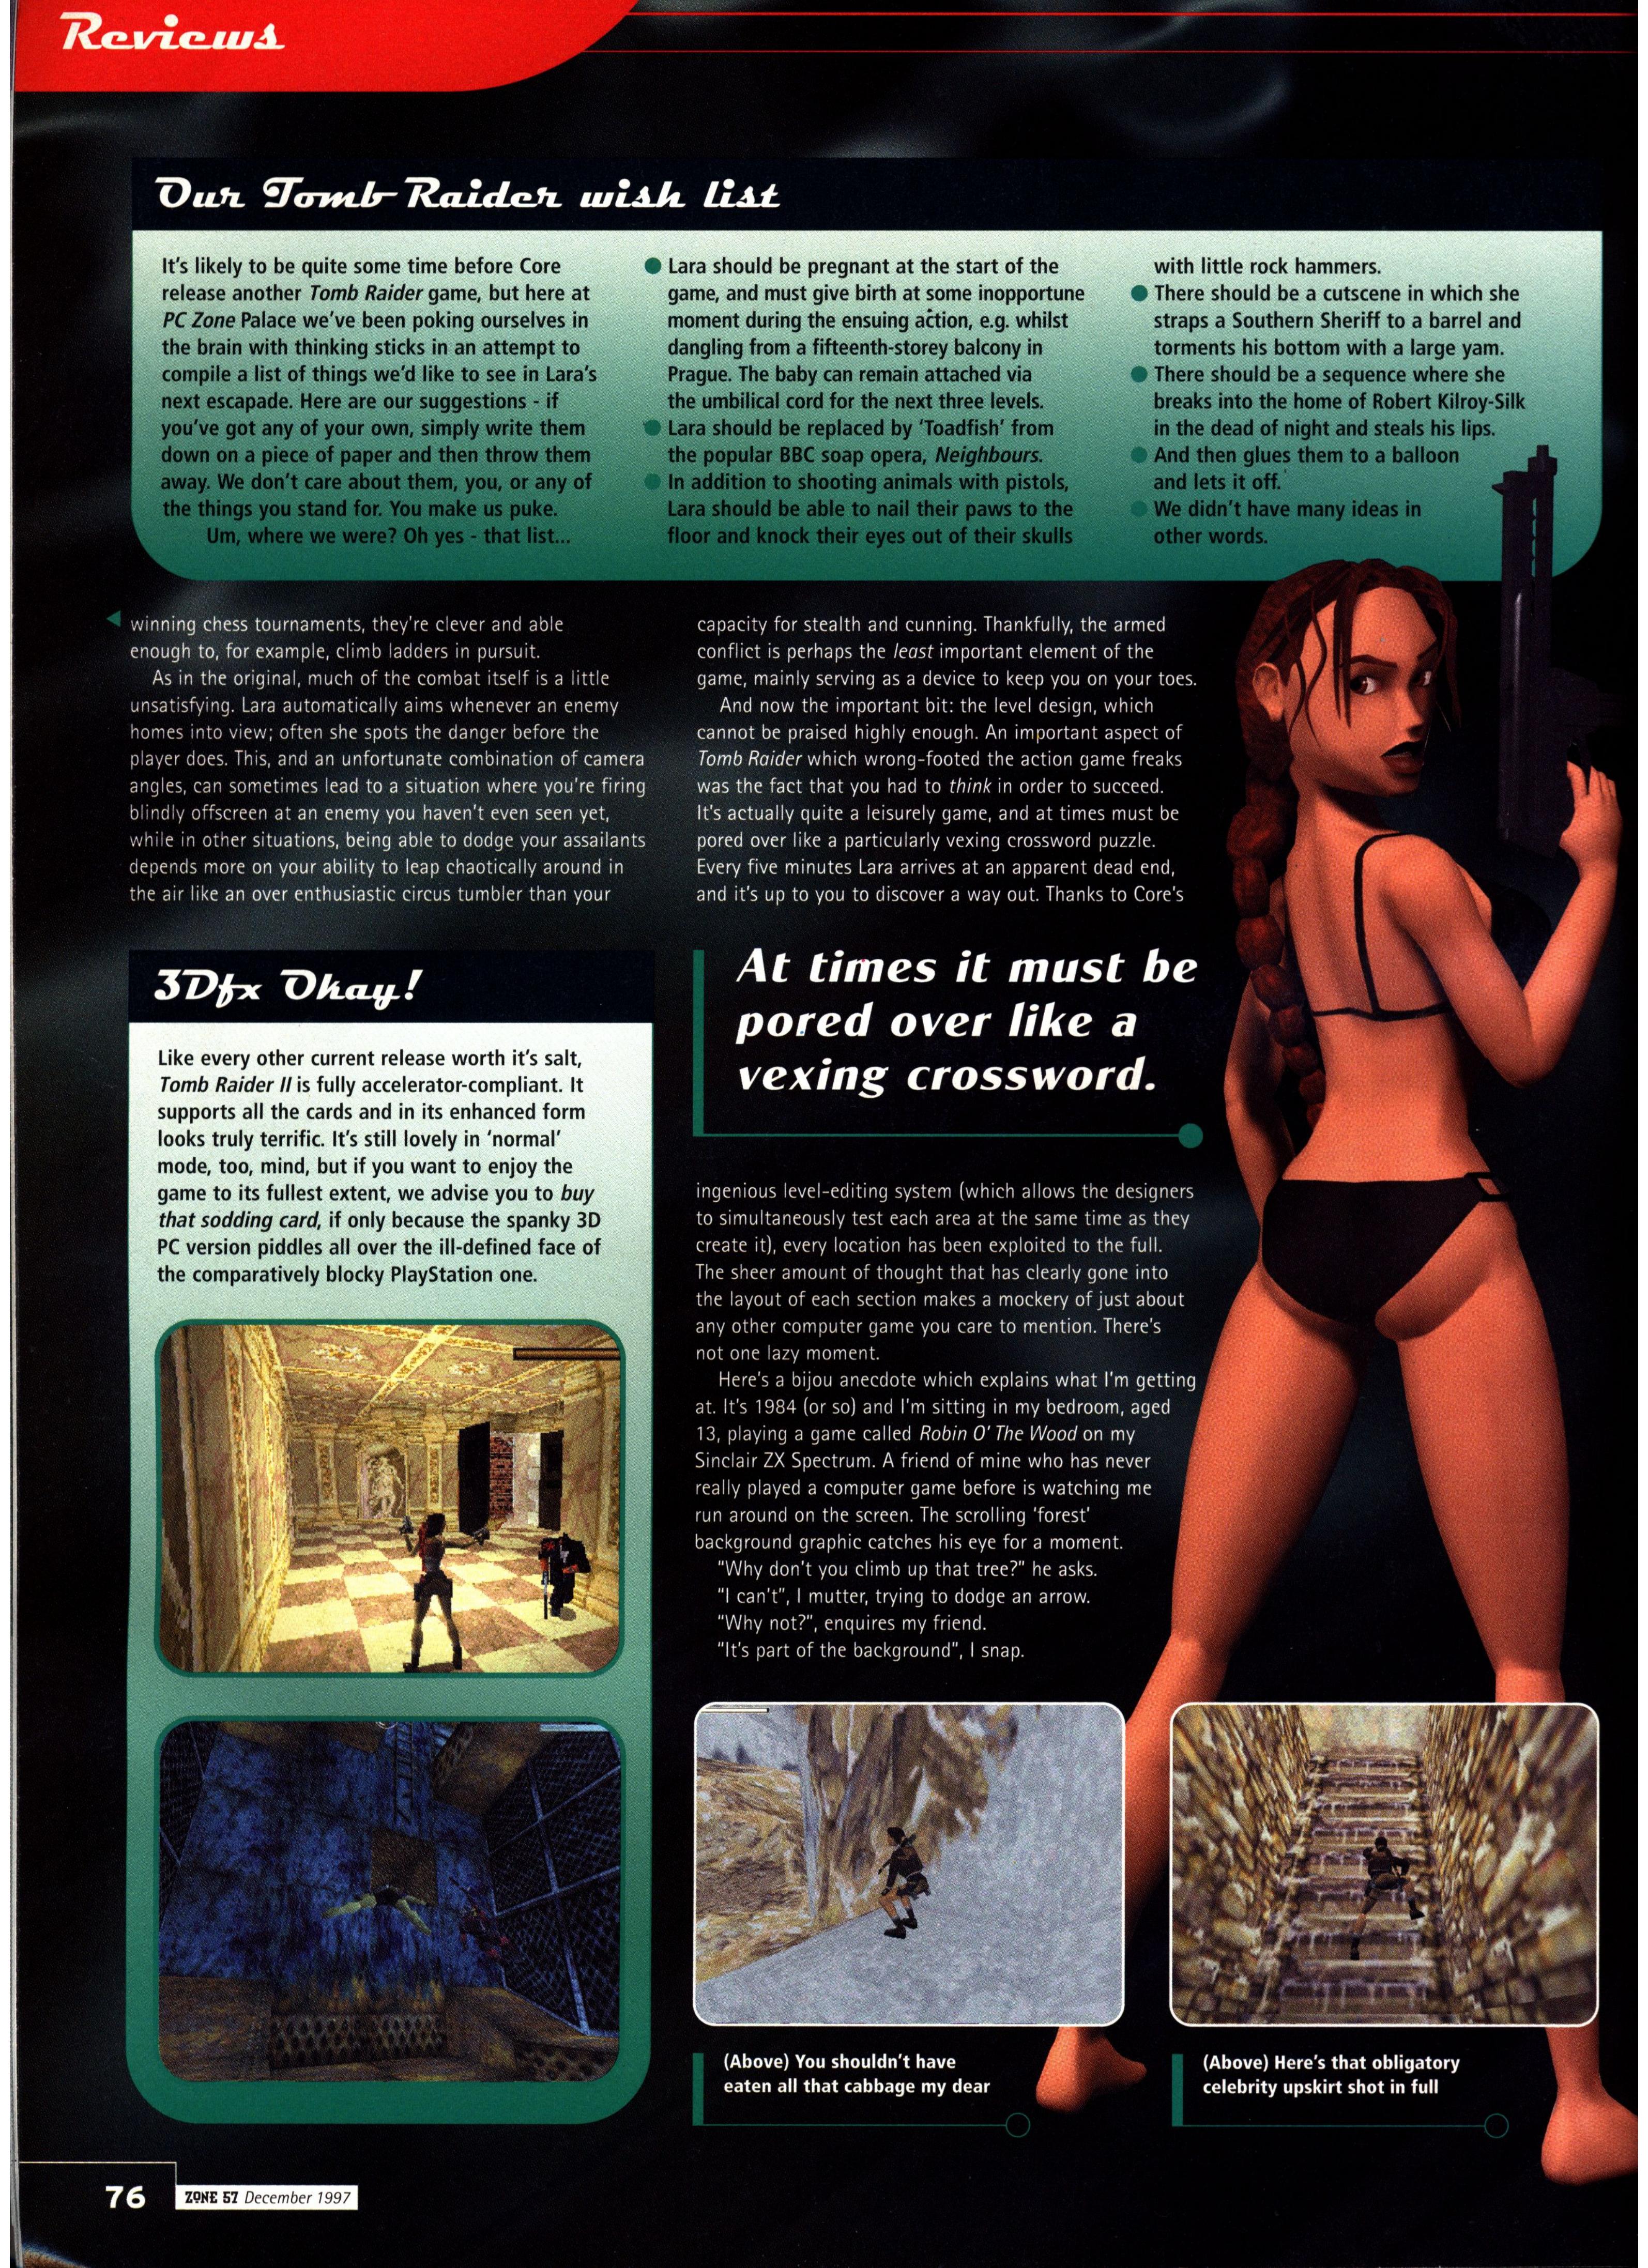 Reviews
Our Tomb Raider wish list
It's likely to be quite some time before Core
release another Tomb Raider game, but here at
PC Zone Palace we've been poking ourselves in
the brain with thinking sticks in an attempt to
compile a list of things we'd like to see in Lara's
next escapade. Here are our suggestions - if
you've got any of your own, simply write them
down on a piece of paper and then throw them
away. We don't care about them, you, or any of
the things you stand for. You make us puke.
Um, where we were? Oh yes - that list...
● Lara should be pregnant at the start of the
game, and must give birth at some inopportune
moment during the ensuing action, e.g. whilst
dangling from a fifteenth-storey balcony in
Prague. The baby can remain attached via
the umbilical cord for the next three levels.
● Lara should be replaced by 'Toadfish' from
the popular BBC soap opera, Neighbours.
● In addition to shooting animals with pistols,
Lara should be able to nail their paws to the
floor and knock their eyes out of their skulls
with little rock hammers.
● There should be a cutscene in which she
straps a Southern Sheriff to a barrel and
torments his bottom with a large yam.
● There should be a sequence where she
breaks into the home of Robert Kilroy-Silk
in the dead of night and steals his lips.
● And then glues them to a balloon
and lets it off.
● We didn't have many ideas in
other words.
winning chess tournaments, they're clever and able
enough to, for example, climb ladders in pursuit.
As in the original, much of the combat itself is a little
unsatisfying. Lara automatically aims whenever an enemy
homes into view; often she spots the danger before the
player does. This, and an unfortunate combination of camera
angles, can sometimes lead to a situation where you're firing
blindly offscreen at an enemy you haven't even seen yet,
while in other situations, being able to dodge your assailants
depends more on your ability to leap chaotically around in
the air like an over enthusiastic circus tumbler than your
capacity for stealth and cunning. Thankfully, the armed
conflict is perhaps the least important element of the
game, mainly serving as a device to keep you on your toes.
And now the important bit: the level design, which
cannot be praised highly enough. An important aspect of
Tomb Raider which wrong-footed the action game freaks
was the fact that you had to think in order to succeed.
It's actually quite a leisurely game, and at times must be
pored over like a particularly vexing crossword puzzle.
Every five minutes Lara arrives at an apparent dead end,
and it's up to you to discover a way out. Thanks to Core's
At times it must be
pored over like a
vexing crossword.
ingenious level-editing system (which allows the designers
to simultaneously test each area at the same time as they
create it), every location has been exploited to the full.
The sheer amount of thought that has clearly gone into
the layout of each section makes a mockery of just about
any other computer game you care to mention. There's
not one lazy moment.
Here's a bijou anecdote which explains what I'm getting
at. It's 1984 (or so) and I'm sitting in my bedroom, aged
13, playing a game called Robin O' The Wood on my
Sinclair ZX Spectrum. A friend of mine who has never
really played a computer game before is watching me
run around on the screen. The scrolling 'forest'
background graphic catches his eye for a moment.
"Why don't you climb up that tree?" he asks.
"I can't", I mutter, trying to dodge an arrow.
"Why not?", enquires my friend.
"It's part of the background", I snap.
3Dfx Okay!
Like every other current release worth it's salt,
Tomb Raider II is fully accelerator-compliant. It
supports all the cards and in its enhanced form
looks truly terrific. It's still lovely in 'normal'
mode, too, mind, but if you want to enjoy the
game to its fullest extent, we advise you to buy
that sodding card, if only because the spanky 3D
PC version piddles all over the ill-defined face of
the comparatively blocky PlayStation one.
(Above) You shouldn't have
eaten all that cabbage my dear
(Above) Here's that obligatory
celebrity upskirt shot in full
76
ZONE 57 December 1997